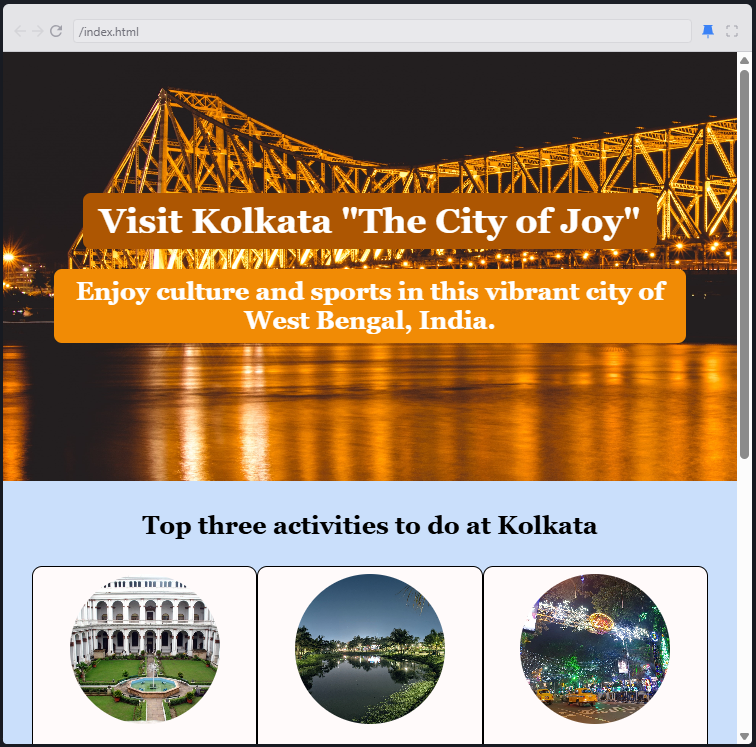 /index.html
Visit Kolkata "The City of Joy"
Enjoy culture and sports in this vibrant city of
West Bengal, India.
Top three activities to do at Kolkata